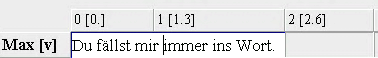 0 [0.] 1 [1.3] 2 [2.6]
Max [v] Du fällst mir immer ins Wort.